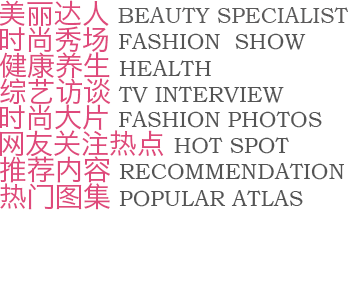 美丽达人 BEAUTY SPECIALIST
时尚秀场 FASHION SHOW
健康养生 HEALTH
综艺访谈 TV INTERVIEW
时尚大片 FASHION PHOTOS
网友关注热点 HOT SPOT
推荐内容 RECOMMENDATION
热门图集 POPULAR ATLAS